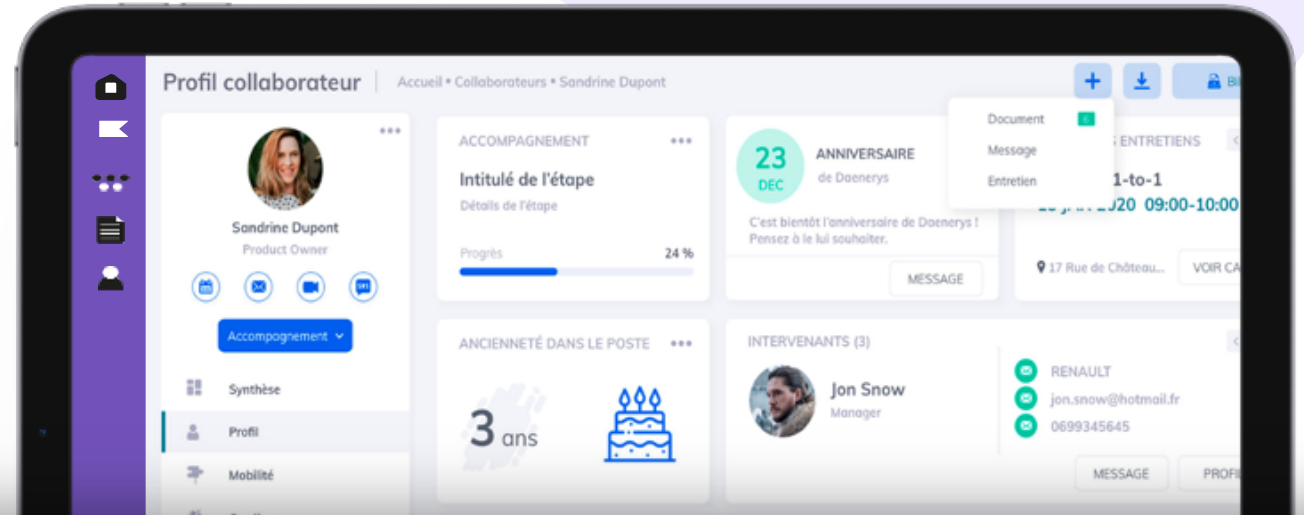 Profil collaborateur
Accueil • Collaborateurs • Sandrine Dupont
Sandrine Dupont
Product Owner
Accompagnement
Synthèse
Profil
Mobilité
ACCOMPAGNEMENT
Intitulé de l'étape
Détails de l'étape
Progrès 24 %
ANCIENNETÉ DANS LE POSTE
3 ans
23
DEC
ANNIVERSAIRE
de Daenerys
C'est bientôt l'anniversaire de Daenerys !
Pensez à le lui souhaiter.
MESSAGE
Document
Message
Entretien
ENTRETIENS
1-to-1
2020 09:00-10:00
17 Rue de Château...
VOIR CA
INTERVENANTS (3)
Jon Snow
Manager
RENAULT
jon.snow@hotmail.fr
0699345645
MESSAGE
PROFI